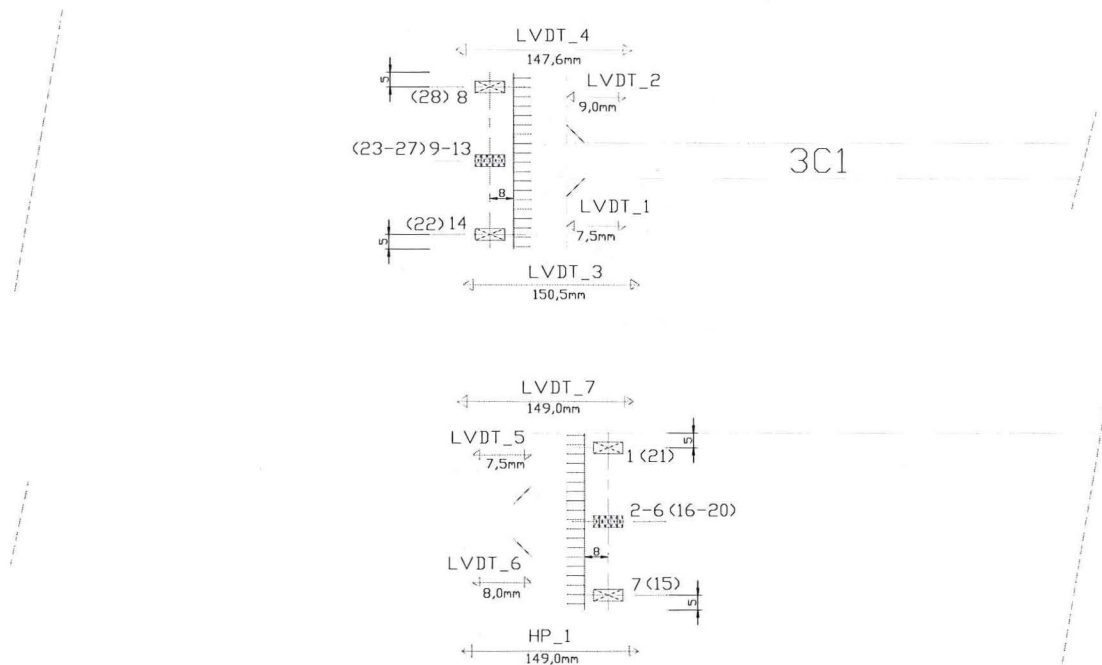 LVDT_4
147,6mm
5
(28) 8
LVDT_2
9,0mm
(23-27) 9-13
3C1
8
LVDT_1
7,5mm
(22) 14
5
LVDT_3
150,5mm
LVDT_7
149,0mm
LVDT_5
7,5mm
5
1 (21)
2-6 (16-20)
8
LVDT_6
8,0mm
7 (15)
5
HP_1
149,0mm